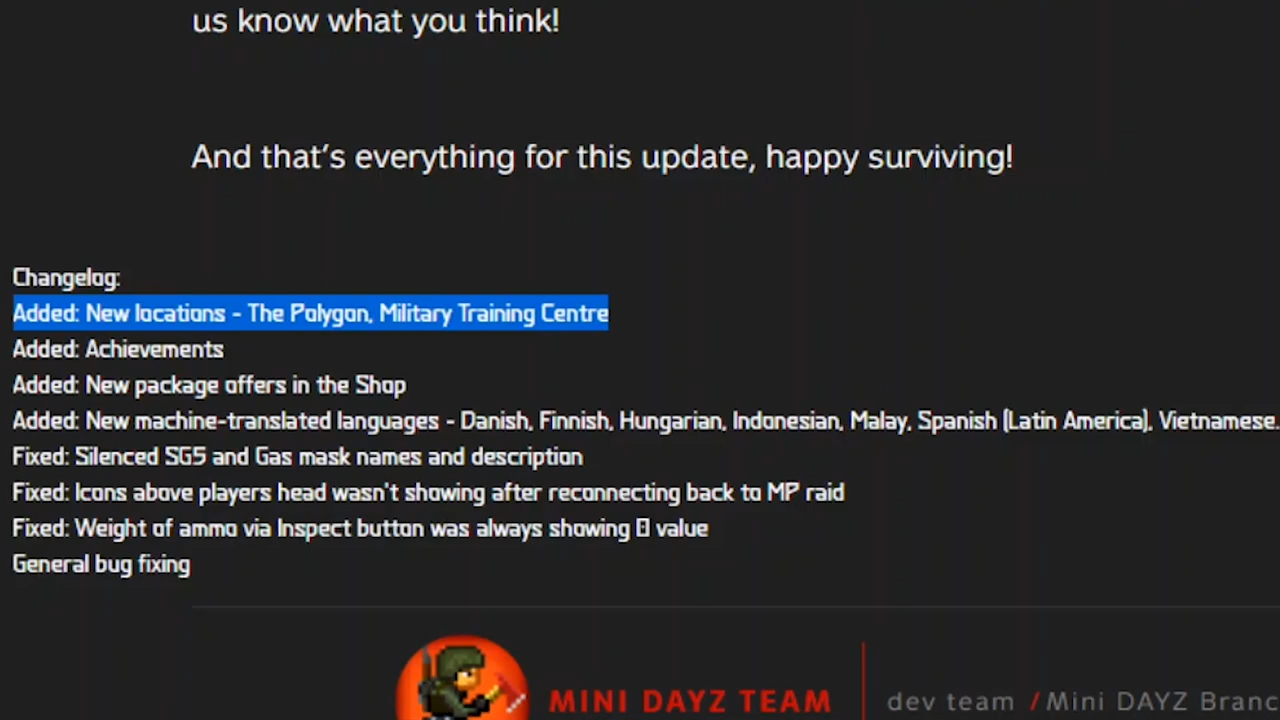 us know what you think!
And that's everything for this update, happy surviving!
Changelog:
Added: New locations - The Polygon, Military Training Centre
Added: Achievements
Added: New package offers in the Shop
Added: New machine-translated languages - Danish, Finnish, Hungarian, Indonesian, Malay, Spanish (Latin America), Vietnamese.
Fixed: Silenced SG5 and Gas mask names and description
Fixed: Icons above players head wasn't showing after reconnecting back to MP raid
Fixed: Weight of ammo via Inspect button was always showing 0 value
General bug fixing
MINI DAYZ TEAM dev team /Mini DAYZ Branc